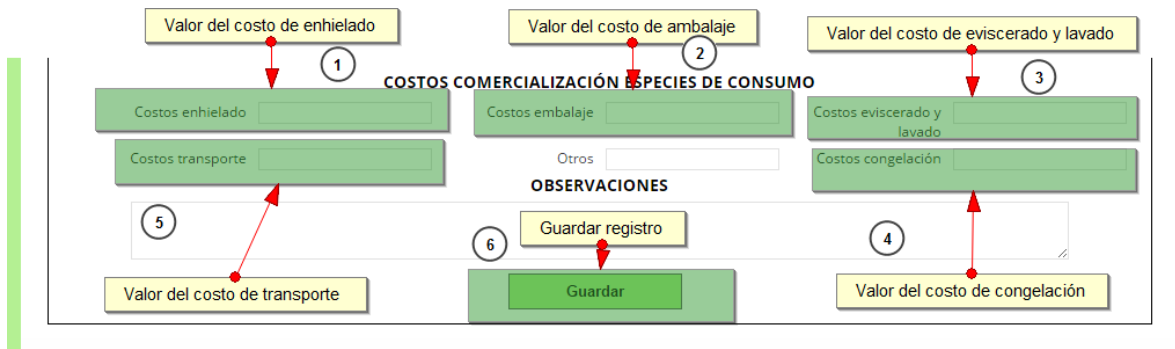 Valor del costo de enhielado
Valor del costo de ambalaje
Valor del costo de eviscerado y lavado
1
2
3
COSTOS COMERCIALIZACIÓN ESPECIES DE CONSUMO
Costos enhielado
Costos embalaje
Costos eviscerado y
lavado
Costos transporte
Otros
Costos congelación
OBSERVACIONES
5
Guardar registro
6
4
Valor del costo de transporte
Guardar
Valor del costo de congelación